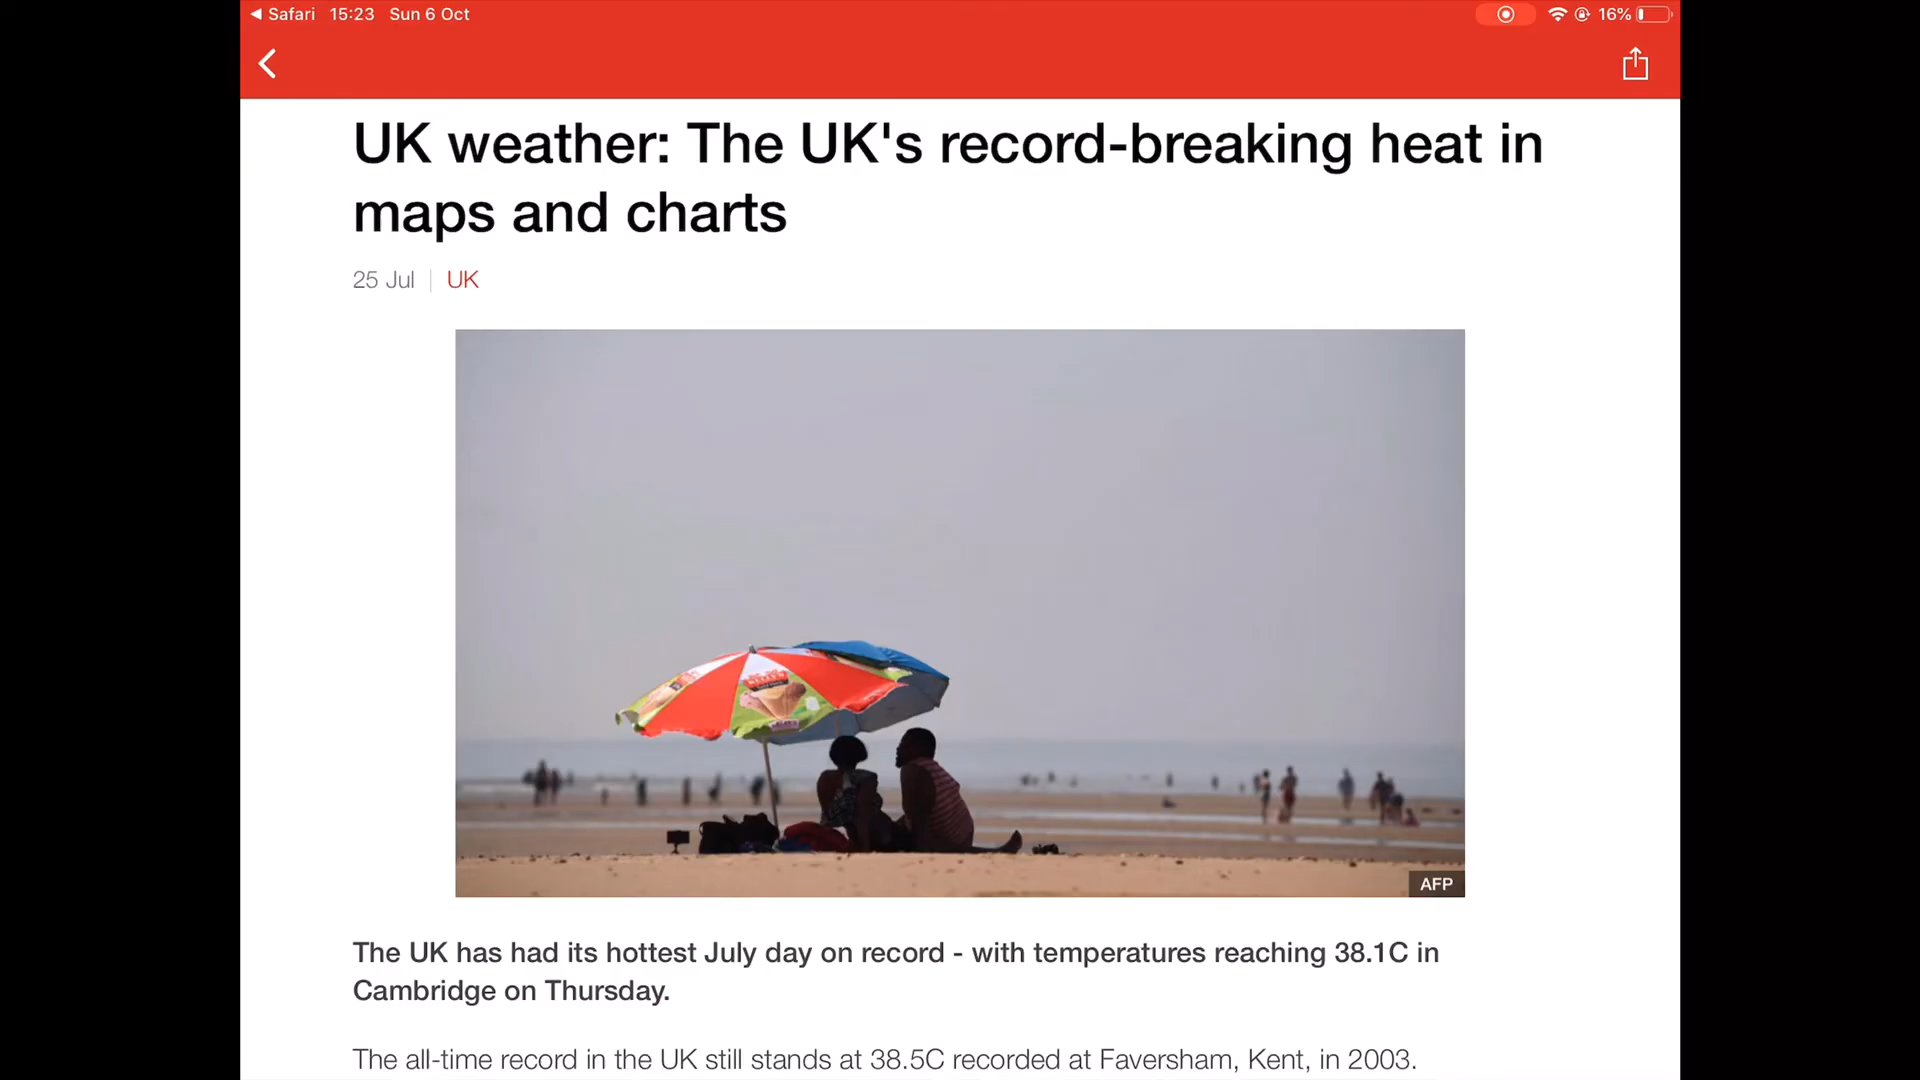 Safari 15:23 Sun 6 Oct 16%
UK weather: The UK's record-breaking heat in
maps and charts
25 Jul UK
AFP
The UK has had its hottest July day on record - with temperatures reaching 38.1C in
Cambridge on Thursday.
The all-time record in the UK still stands at 38.5C recorded at Faversham, Kent, in 2003.